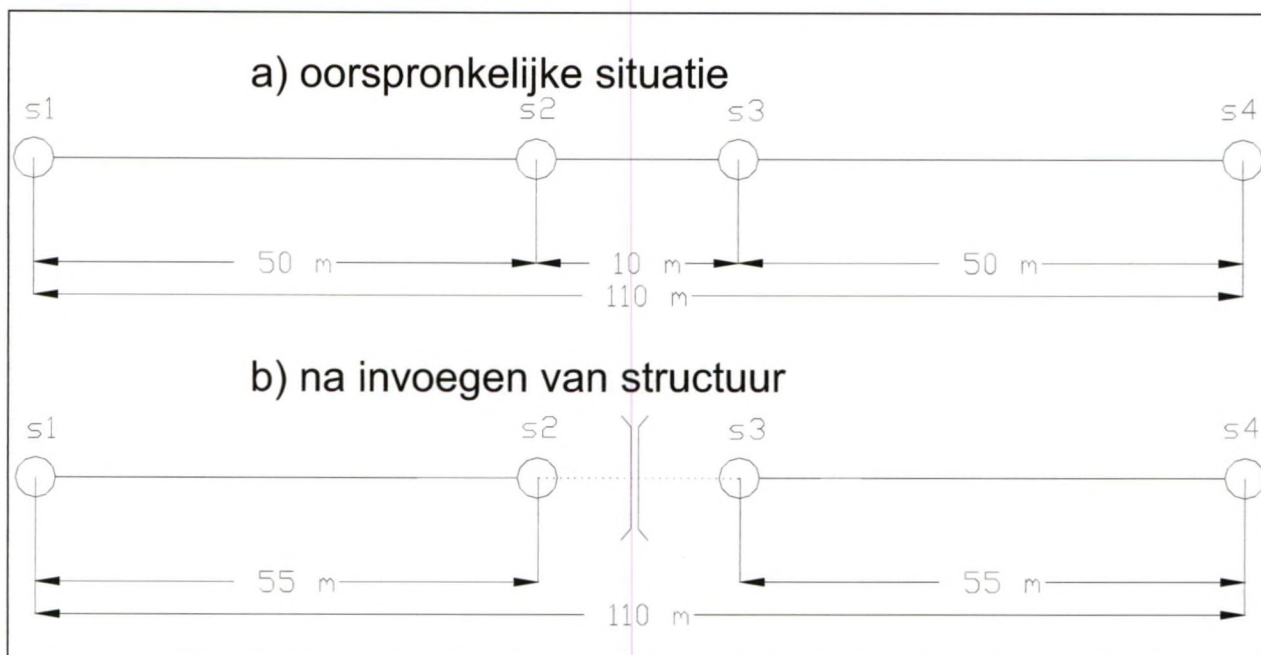 a) oorspronkelijke situatie
s1 s2 s3 s4
50 m 10 m 50 m
110 m
b) na invoegen van structuur
s1 s2 s3 s4
55 m 55 m
110 m